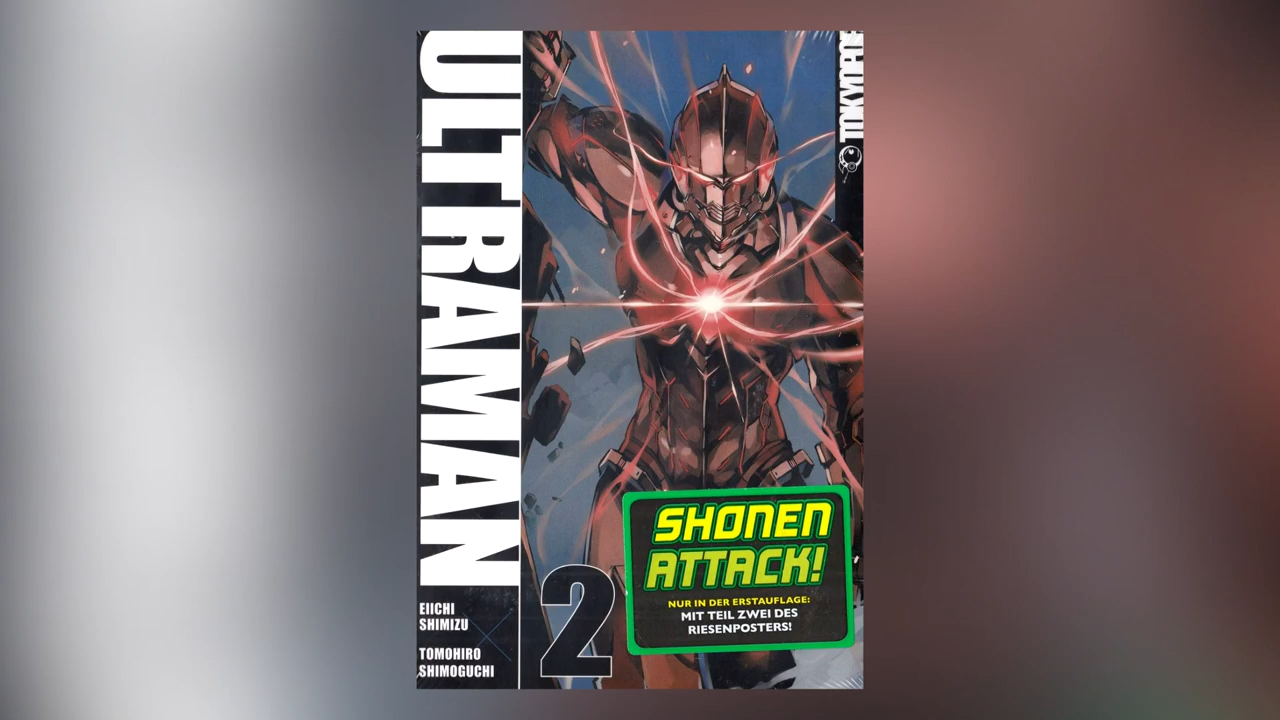 ULTRAMAN
TOKYOPOP
EIICHI
SHIMIZU
TOMOHIRO
SHIMOGUCHI
2
SHONEN
ATTACK!
NUR IN DER ERSTAUFLAGE:
MIT TEIL ZWEI DES
RIESENPOSTERS!